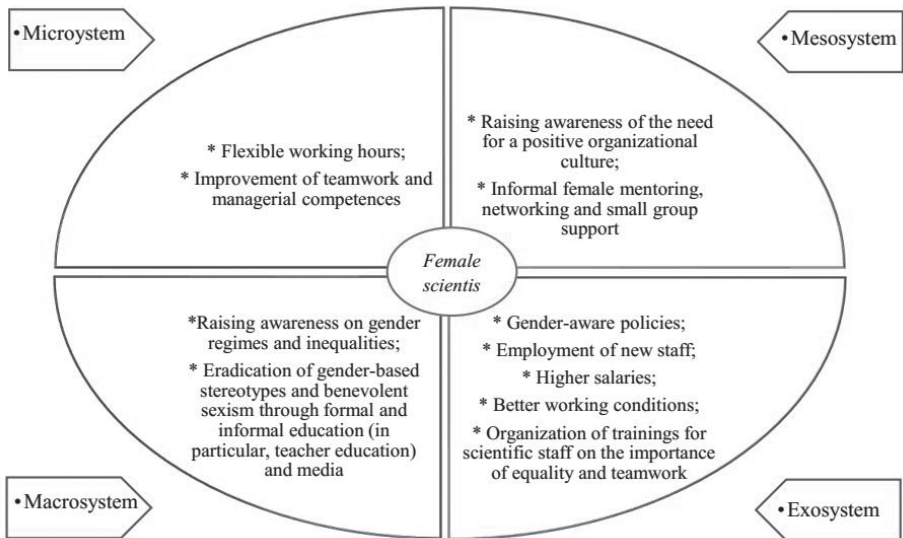 •Microystem
•Mesosystem
* Flexible working hours;
* Improvement of teamwork and
managerial competences
* Raising awareness of the need
for a positive organizational
culture;
* Informal female mentoring,
networking and small group
support
Female
scientis
*Raising awareness on gender
regimes and inequalities;
* Eradication of gender-based
stereotypes and benevolent
sexism through formal and
informal education (in
particular, teacher education)
and media
* Gender-aware policies;
* Employment of new staff;
* Higher salaries;
* Better working conditions;
* Organization of trainings for
scientific staff on the
importance of equality and teamwork
•Macrosystem
•Exosystem